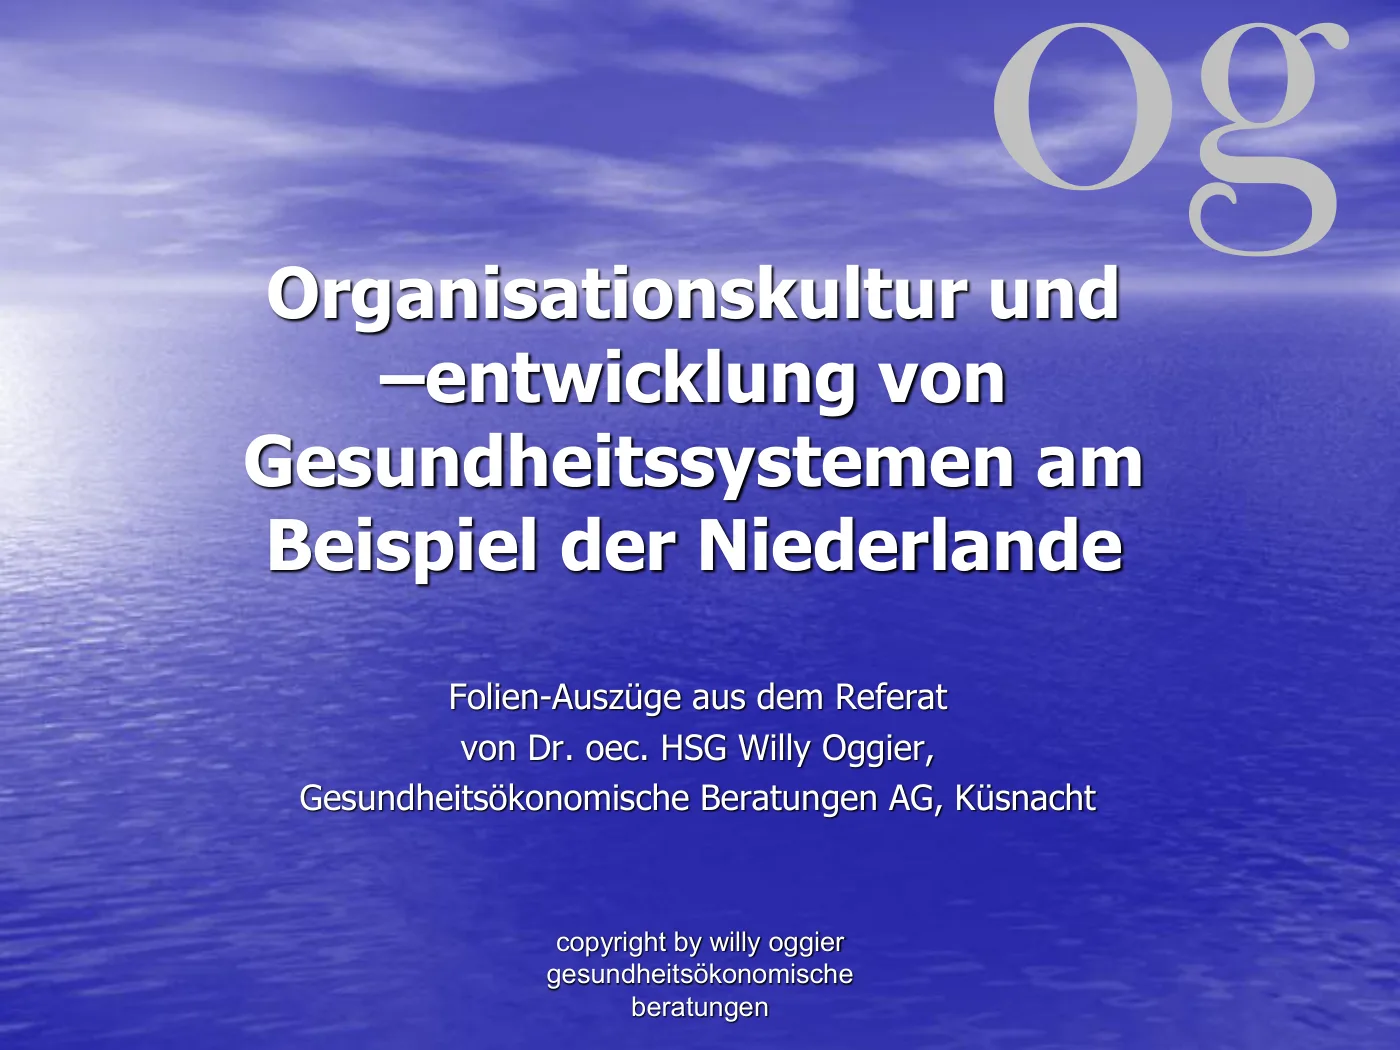 og
Organisationskultur und
–entwicklung von
Gesundheitssystemen am
Beispiel der Niederlande
Folien-Auszüge aus dem Referat
von Dr. oec. HSG Willy Oggier,
Gesundheitsökonomische Beratungen AG, Küsnacht
copyright by willy oggier
gesundheitsökonomische
beratungen